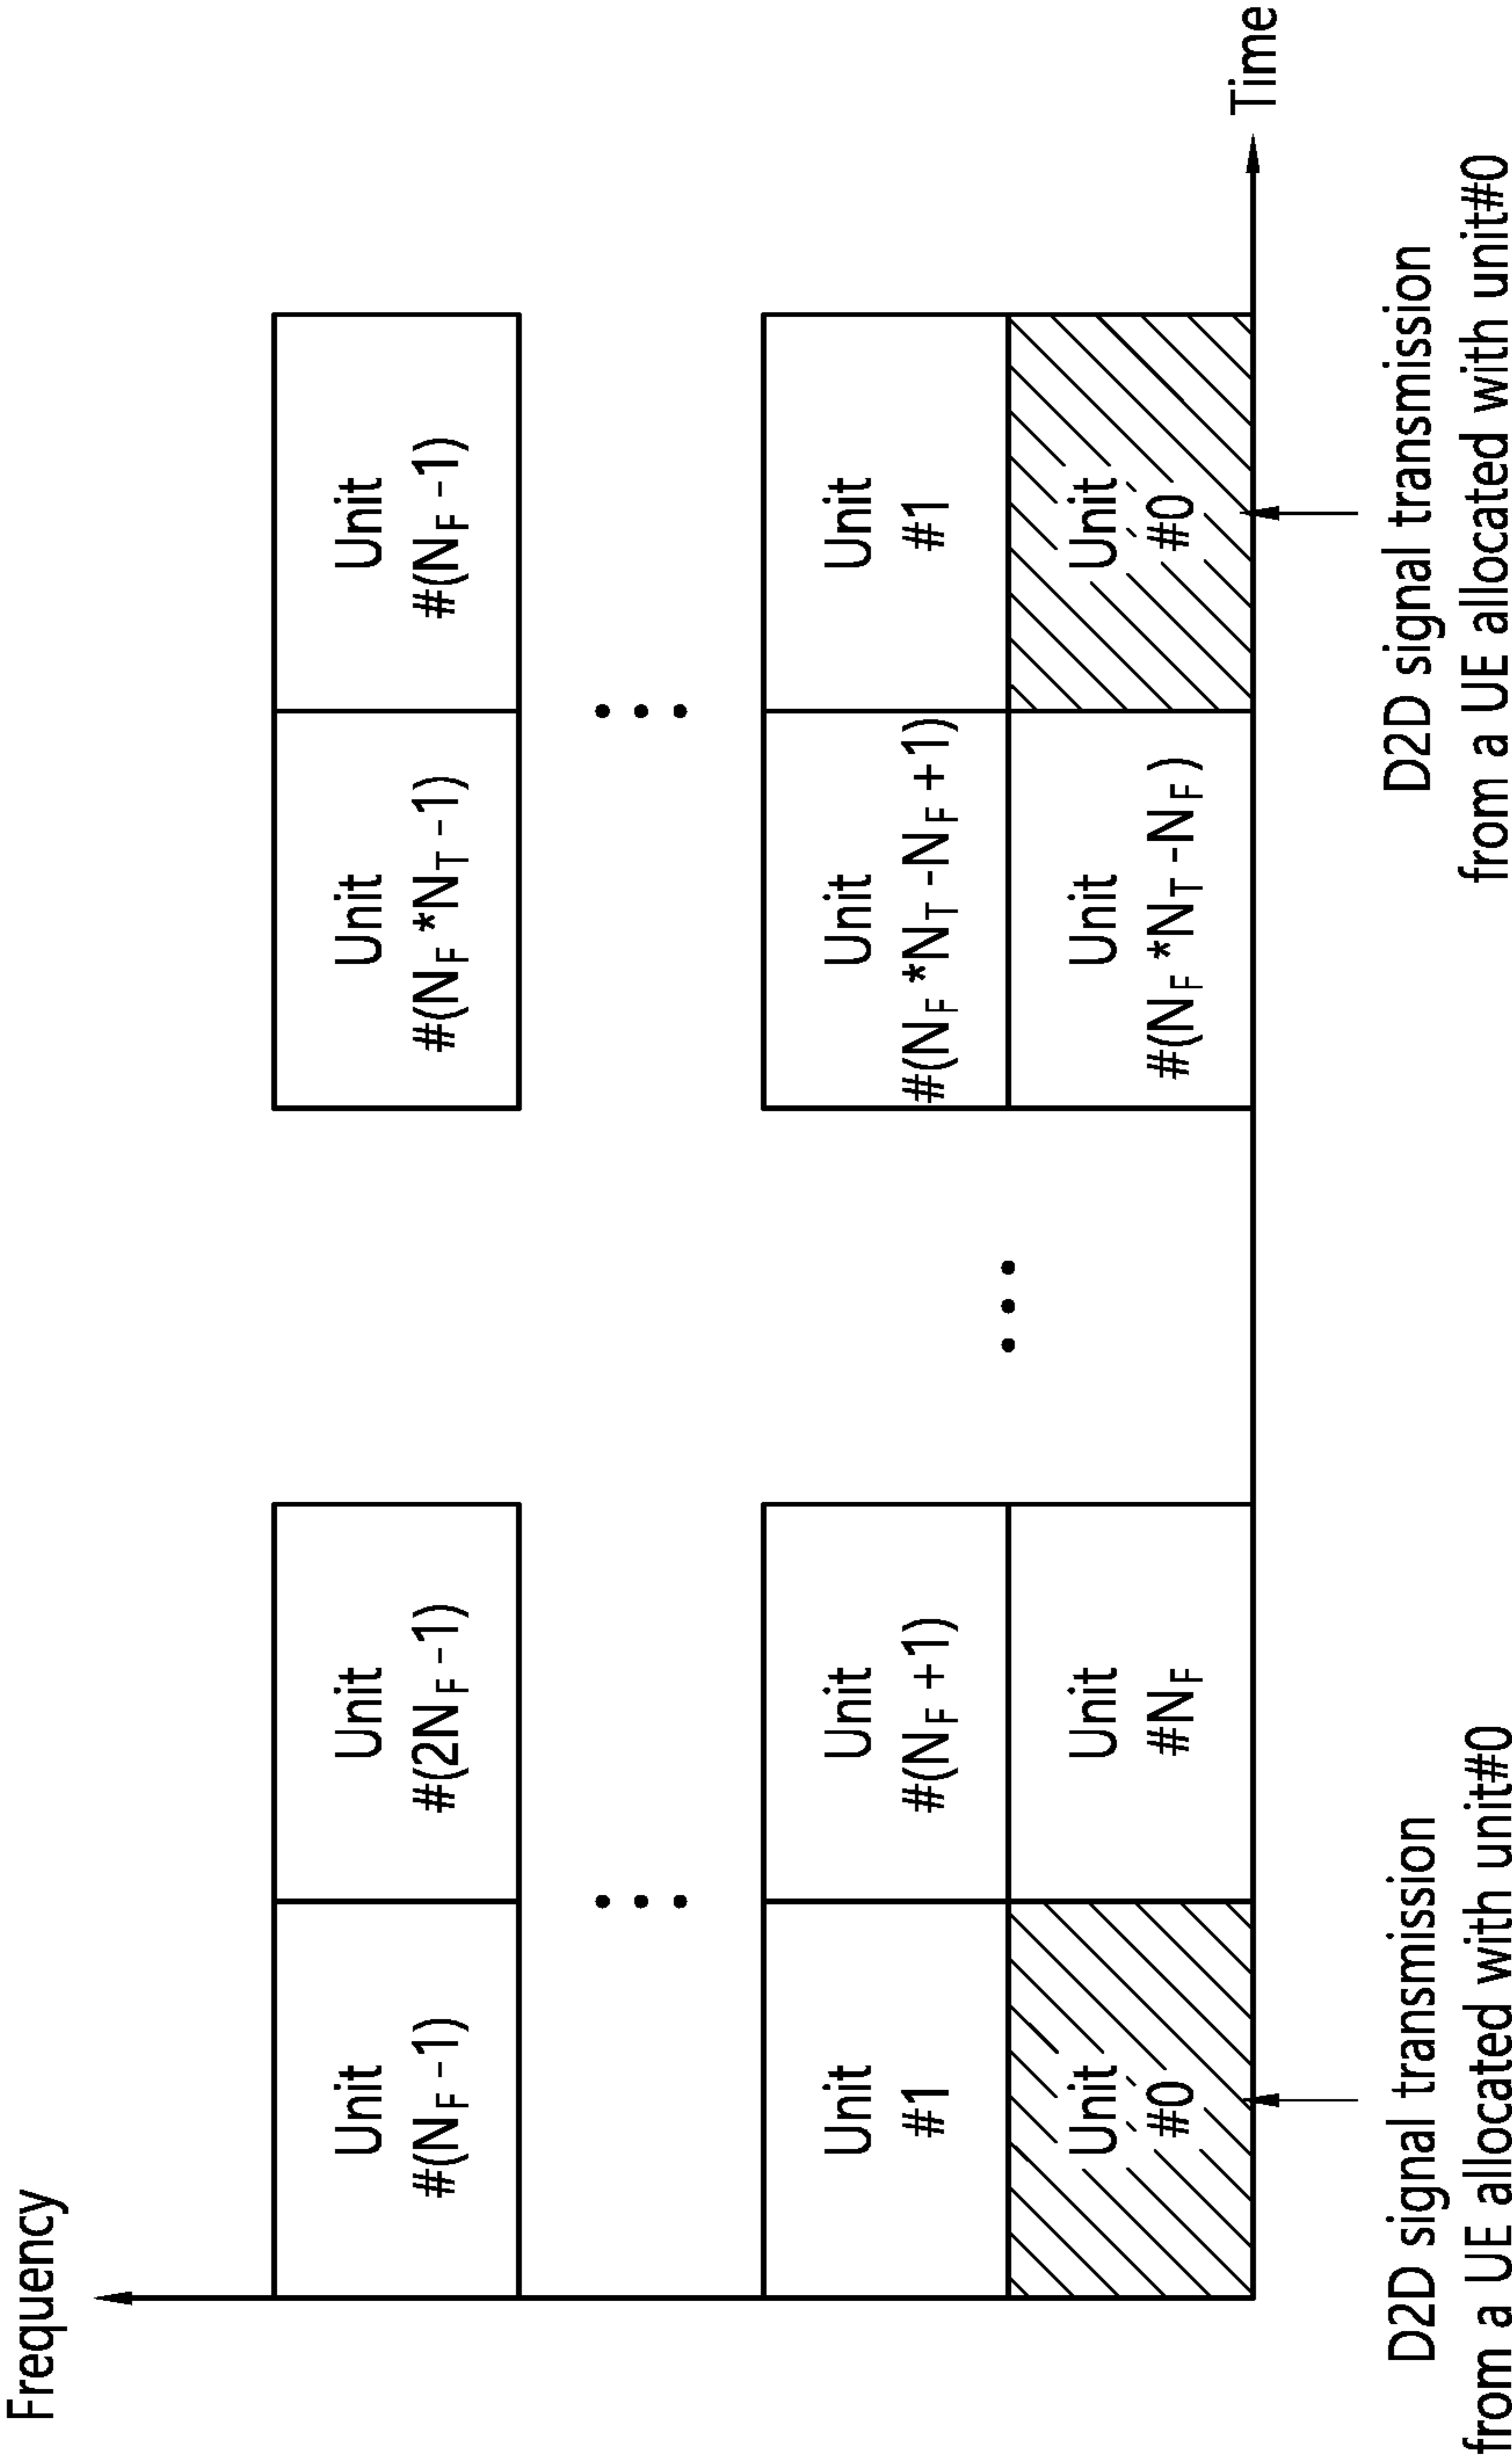 Frequency
Unit
#(N_F-1)
Unit
#(2N_F-1)
Unit
#(N_F*N_T-1)
Unit
#(N_F-1)
Unit
#1
Unit
#(N_F+1)
Unit
#(N_F*N_T-N_F+1)
Unit
#1
Unit
#0
Unit
#N_F
Unit
#(N_F*N_T-N_F)
Unit
#0
Time
D2D signal transmission
from a UE allocated with unit#0
D2D signal transmission
from a UE allocated with unit#0